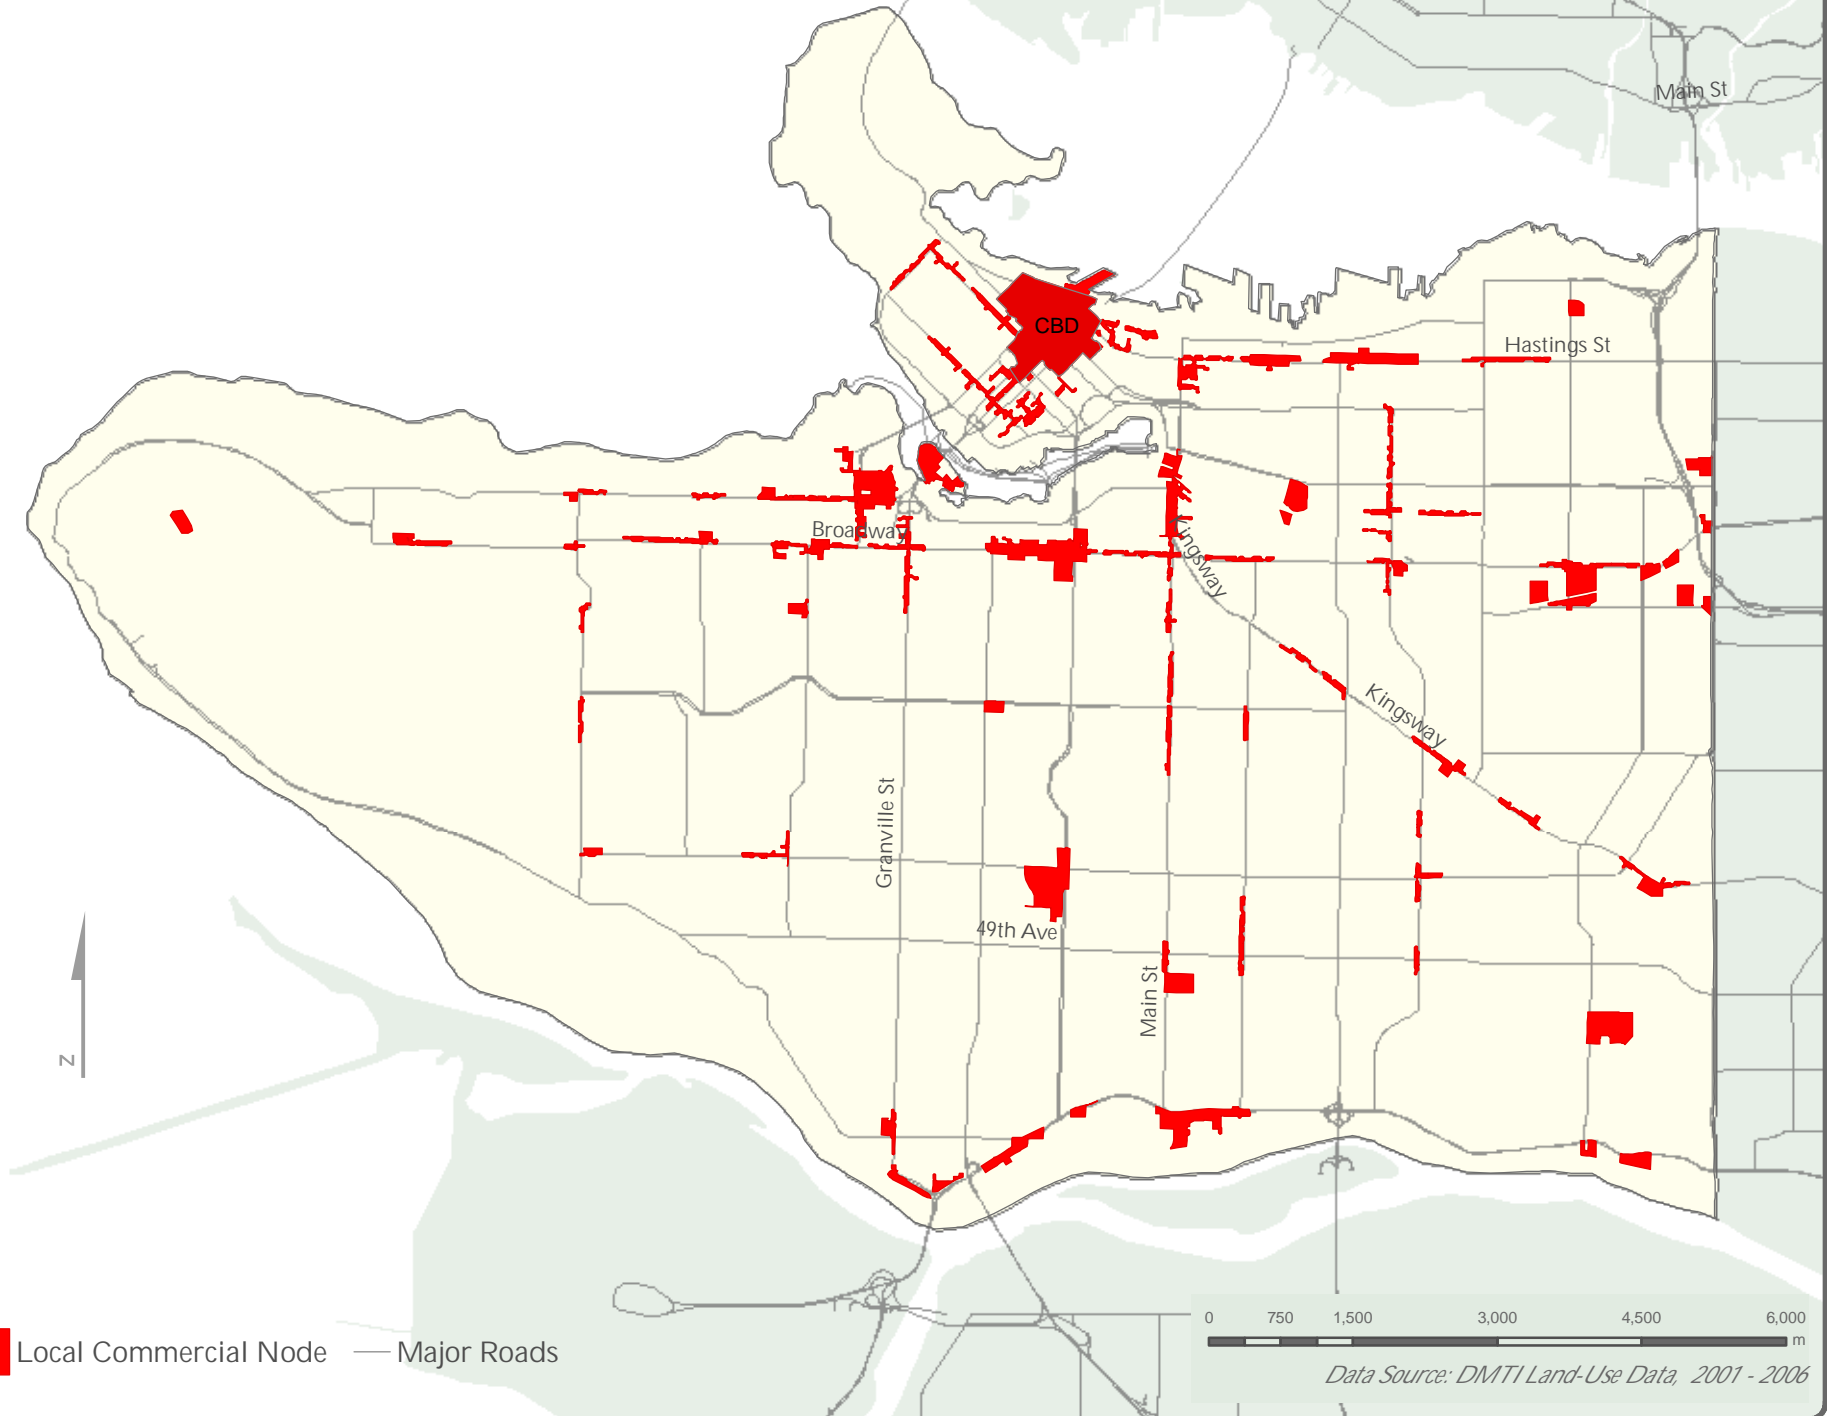 Main St
CBD
Hastings St
Broadway
Kingsway
Kingsway
Granville St
49th Ave
Main St
N
0 750 1,500 3,000 4,500 6,000
m
Local Commercial Node
Major Roads
Data Source: DMTI Land-Use Data, 2001 - 2006